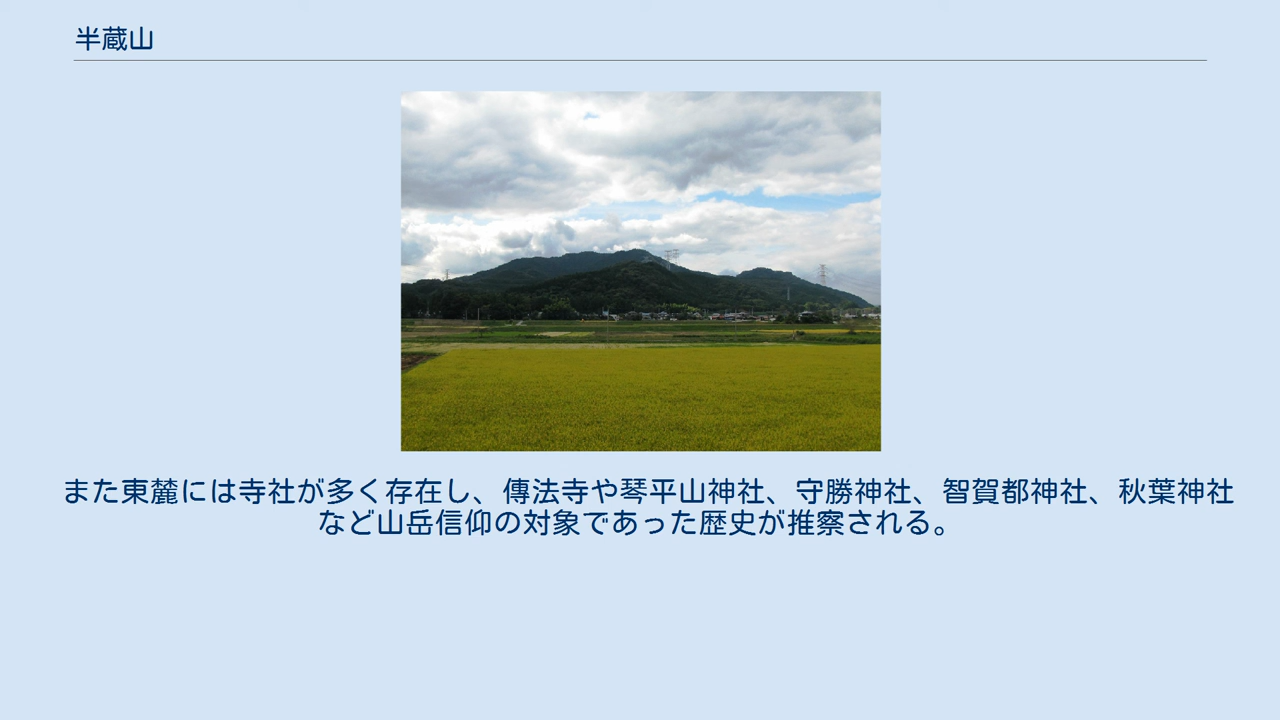 半蔵山
また東麓には寺社が多く存在し、傳法寺や琴平山神社、守勝神社、智賀都神社、秋葉神社
など山岳信仰の対象であった歴史が推察される。